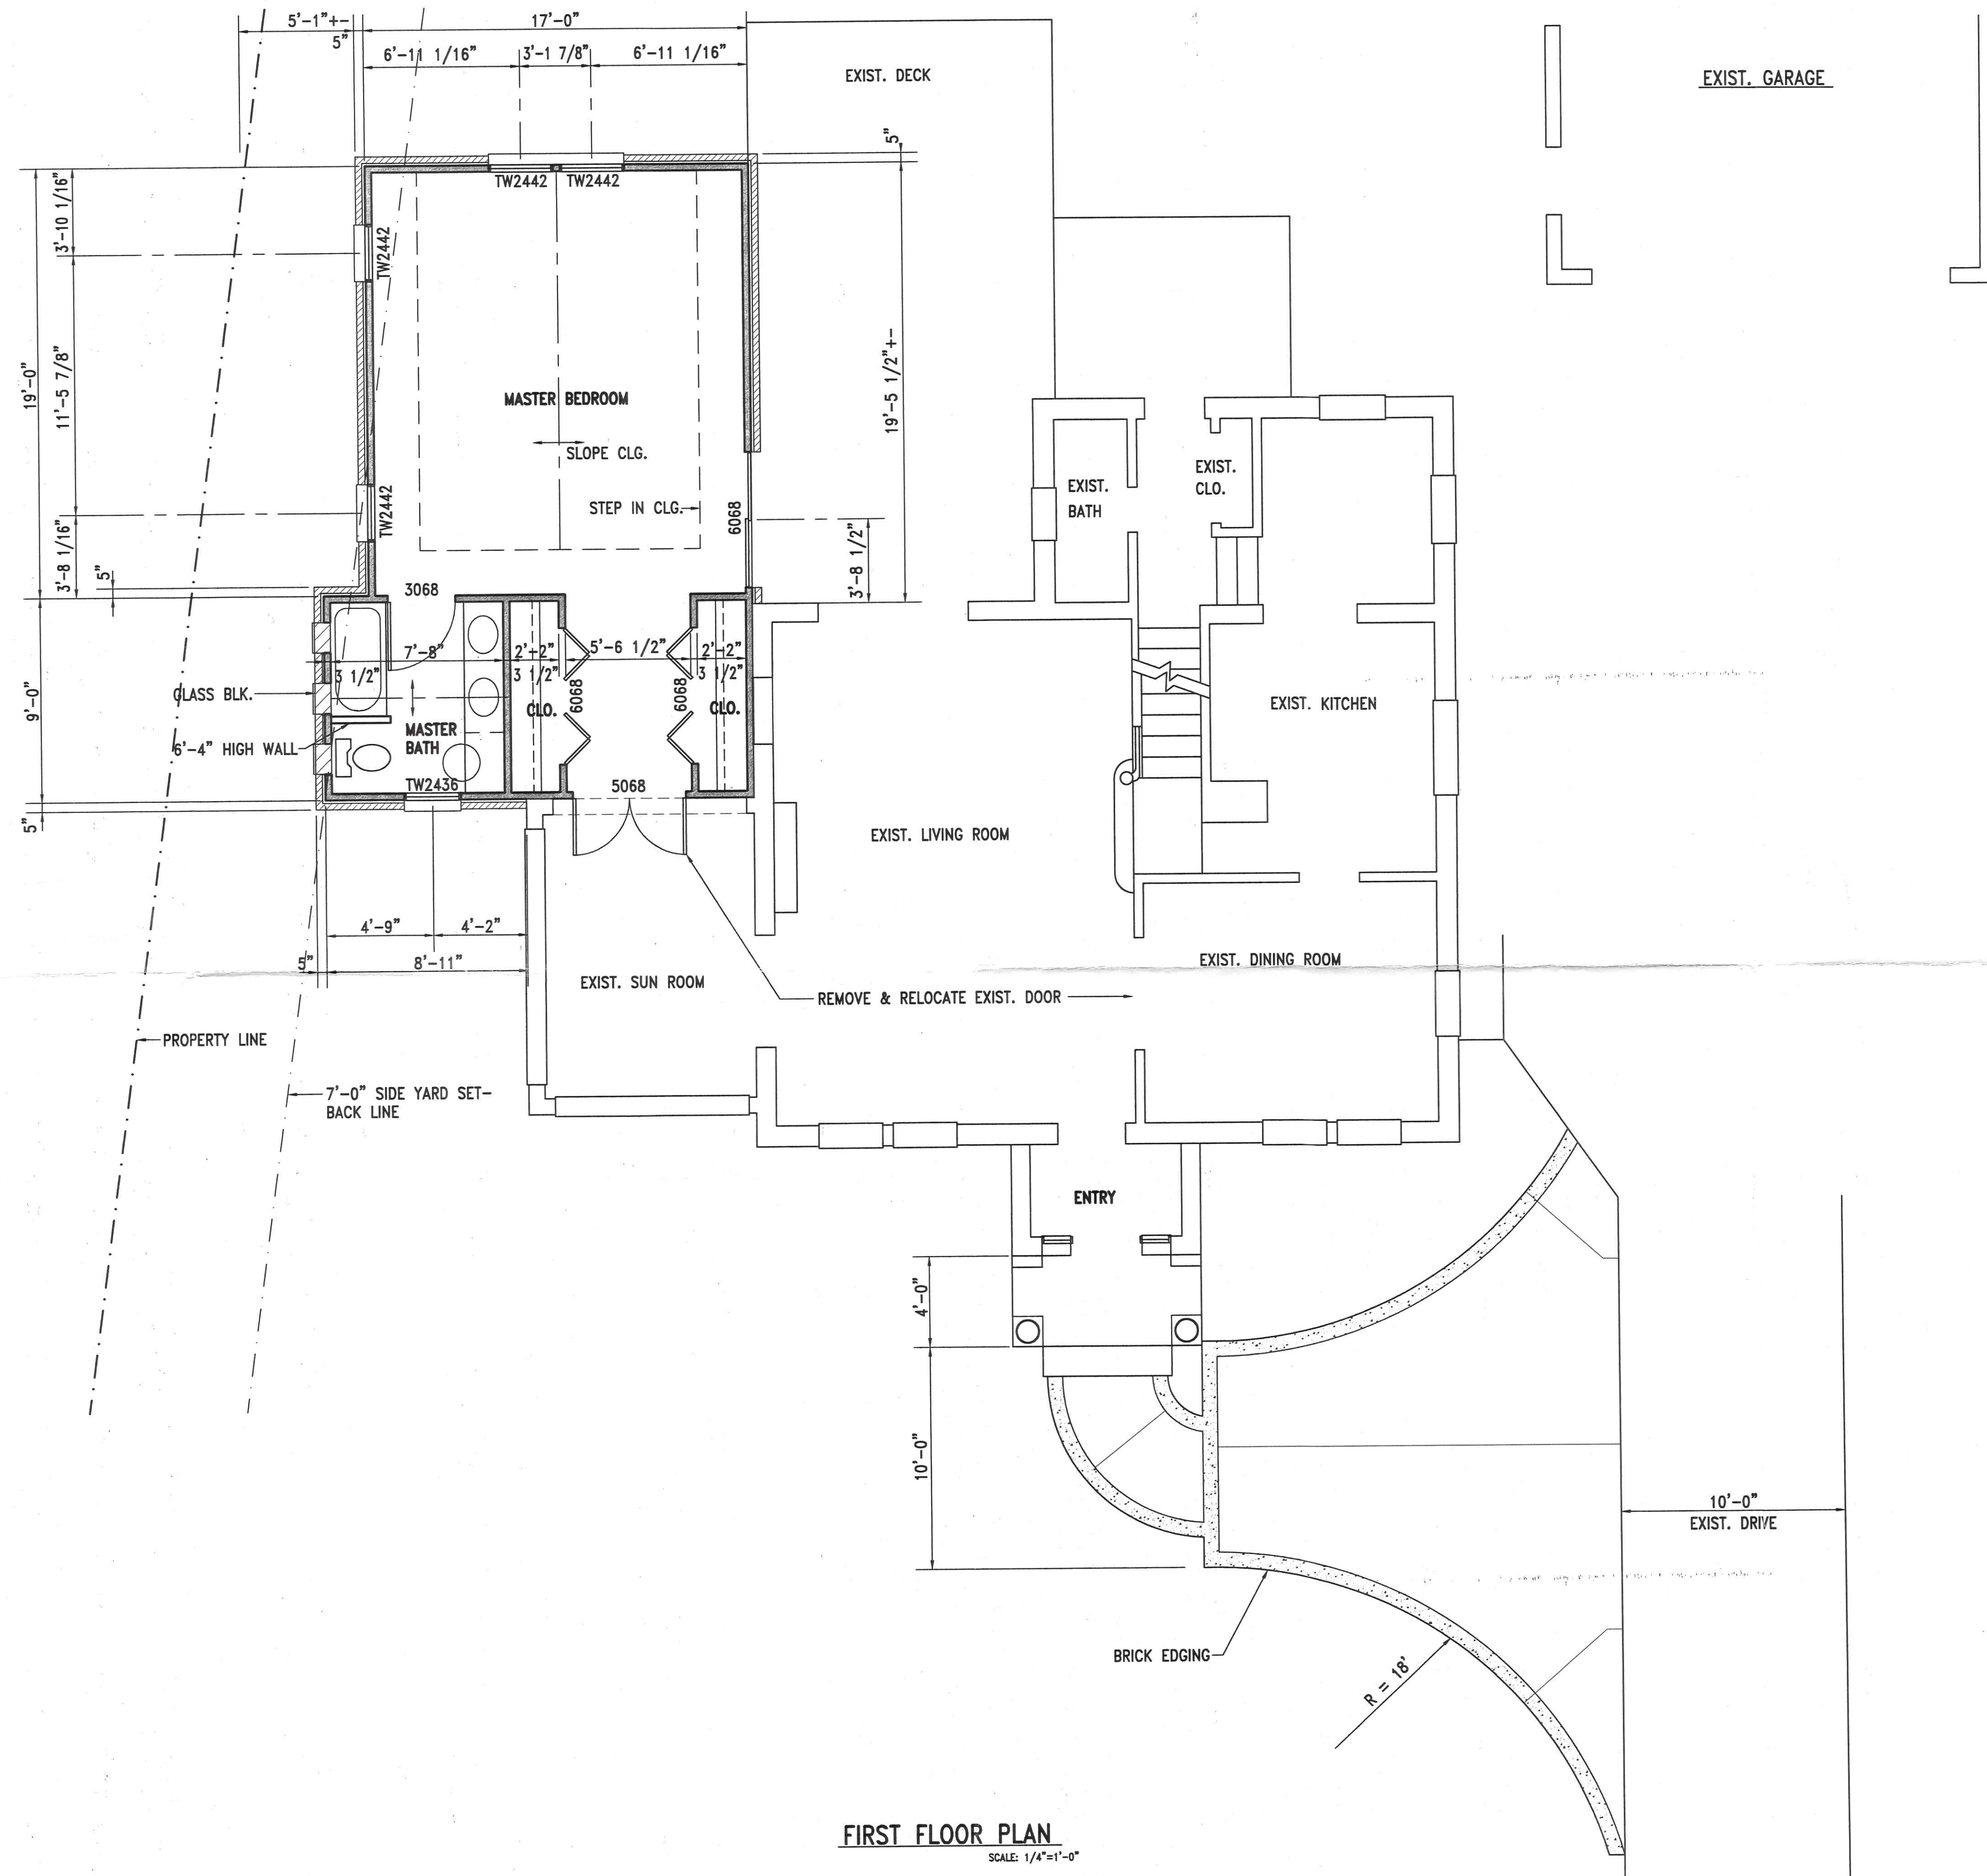 5'-1"+-
17'-0"
5"
6'-11 1/16"
3'-1 7/8"
6'-11 1/16"
EXIST. DECK
EXIST. GARAGE
5"
TW2442
TW2442
3'-10 1/16"
TW2442
19'-0"
11'-5 7/8"
19'-5 1/2"+-
MASTER BEDROOM
SLOPE CLG.
STEP IN CLG.
6068
TW2442
3'-8 1/16"
3'-8 1/2"
5"
EXIST.
BATH
EXIST.
CLO.
3068
7'-8"
2'-2"
5'-6 1/2"
2'-2"
3 1/2"
3 1/2"
3 1/2"
6068
6068
GLASS BLK.
CLO.
CLO.
9'-0"
EXIST. KITCHEN
MASTER
BATH
6'-4" HIGH WALL
TW2436
5068
5"
EXIST. LIVING ROOM
4'-9"
4'-2"
5"
8'-11"
EXIST. SUN ROOM
EXIST. DINING ROOM
REMOVE & RELOCATE EXIST. DOOR
PROPERTY LINE
7'-0" SIDE YARD SET-
BACK LINE
ENTRY
4'-0"
10'-0"
10'-0"
EXIST. DRIVE
BRICK EDGING
R = 18'
FIRST FLOOR PLAN
SCALE: 1/4"=1'-0"